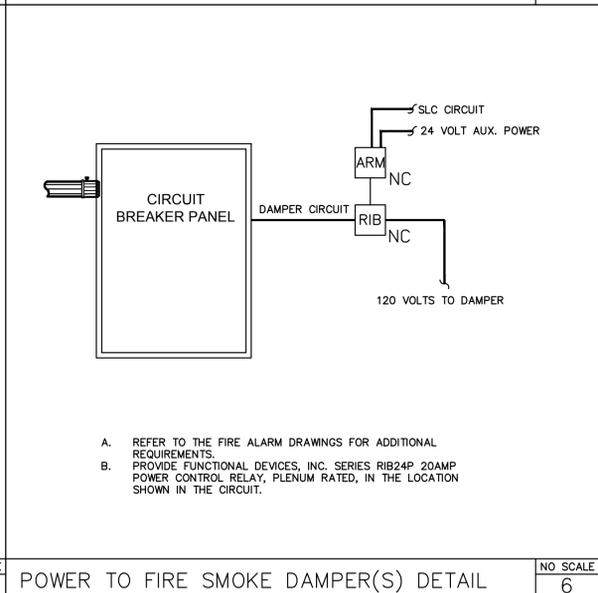 SLC CIRCUIT
24 VOLT AUX. POWER
ARM
NC
CIRCUIT
BREAKER PANEL
DAMPER CIRCUIT
RIB
NC
120 VOLTS TO DAMPER
A. REFER TO THE FIRE ALARM DRAWINGS FOR ADDITIONAL
REQUIREMENTS.
B. PROVIDE FUNCTIONAL DEVICES, INC. SERIES RIB24P 20AMP
POWER CONTROL RELAY, PLENUM RATED, IN THE LOCATION
SHOWN IN THE CIRCUIT.
POWER TO FIRE SMOKE DAMPER(S) DETAIL
NO SCALE
6